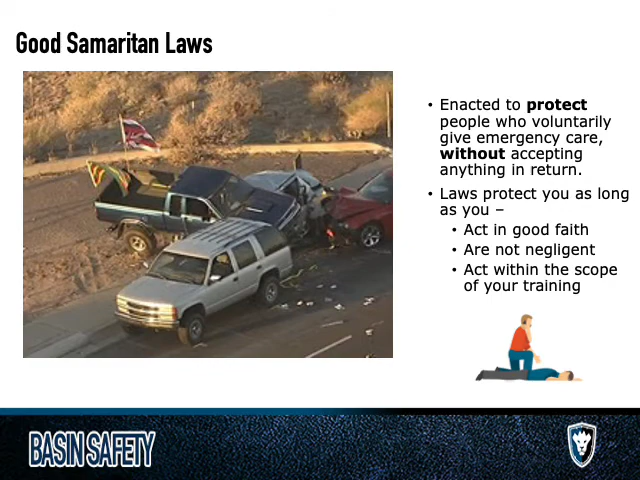 Good Samaritan Laws
• Enacted to protect
people who voluntarily
give emergency care,
without accepting
anything in return.
• Laws protect you as long
as you –
• Act in good faith
• Are not negligent
• Act within the scope
of your training
BASIN SAFETY